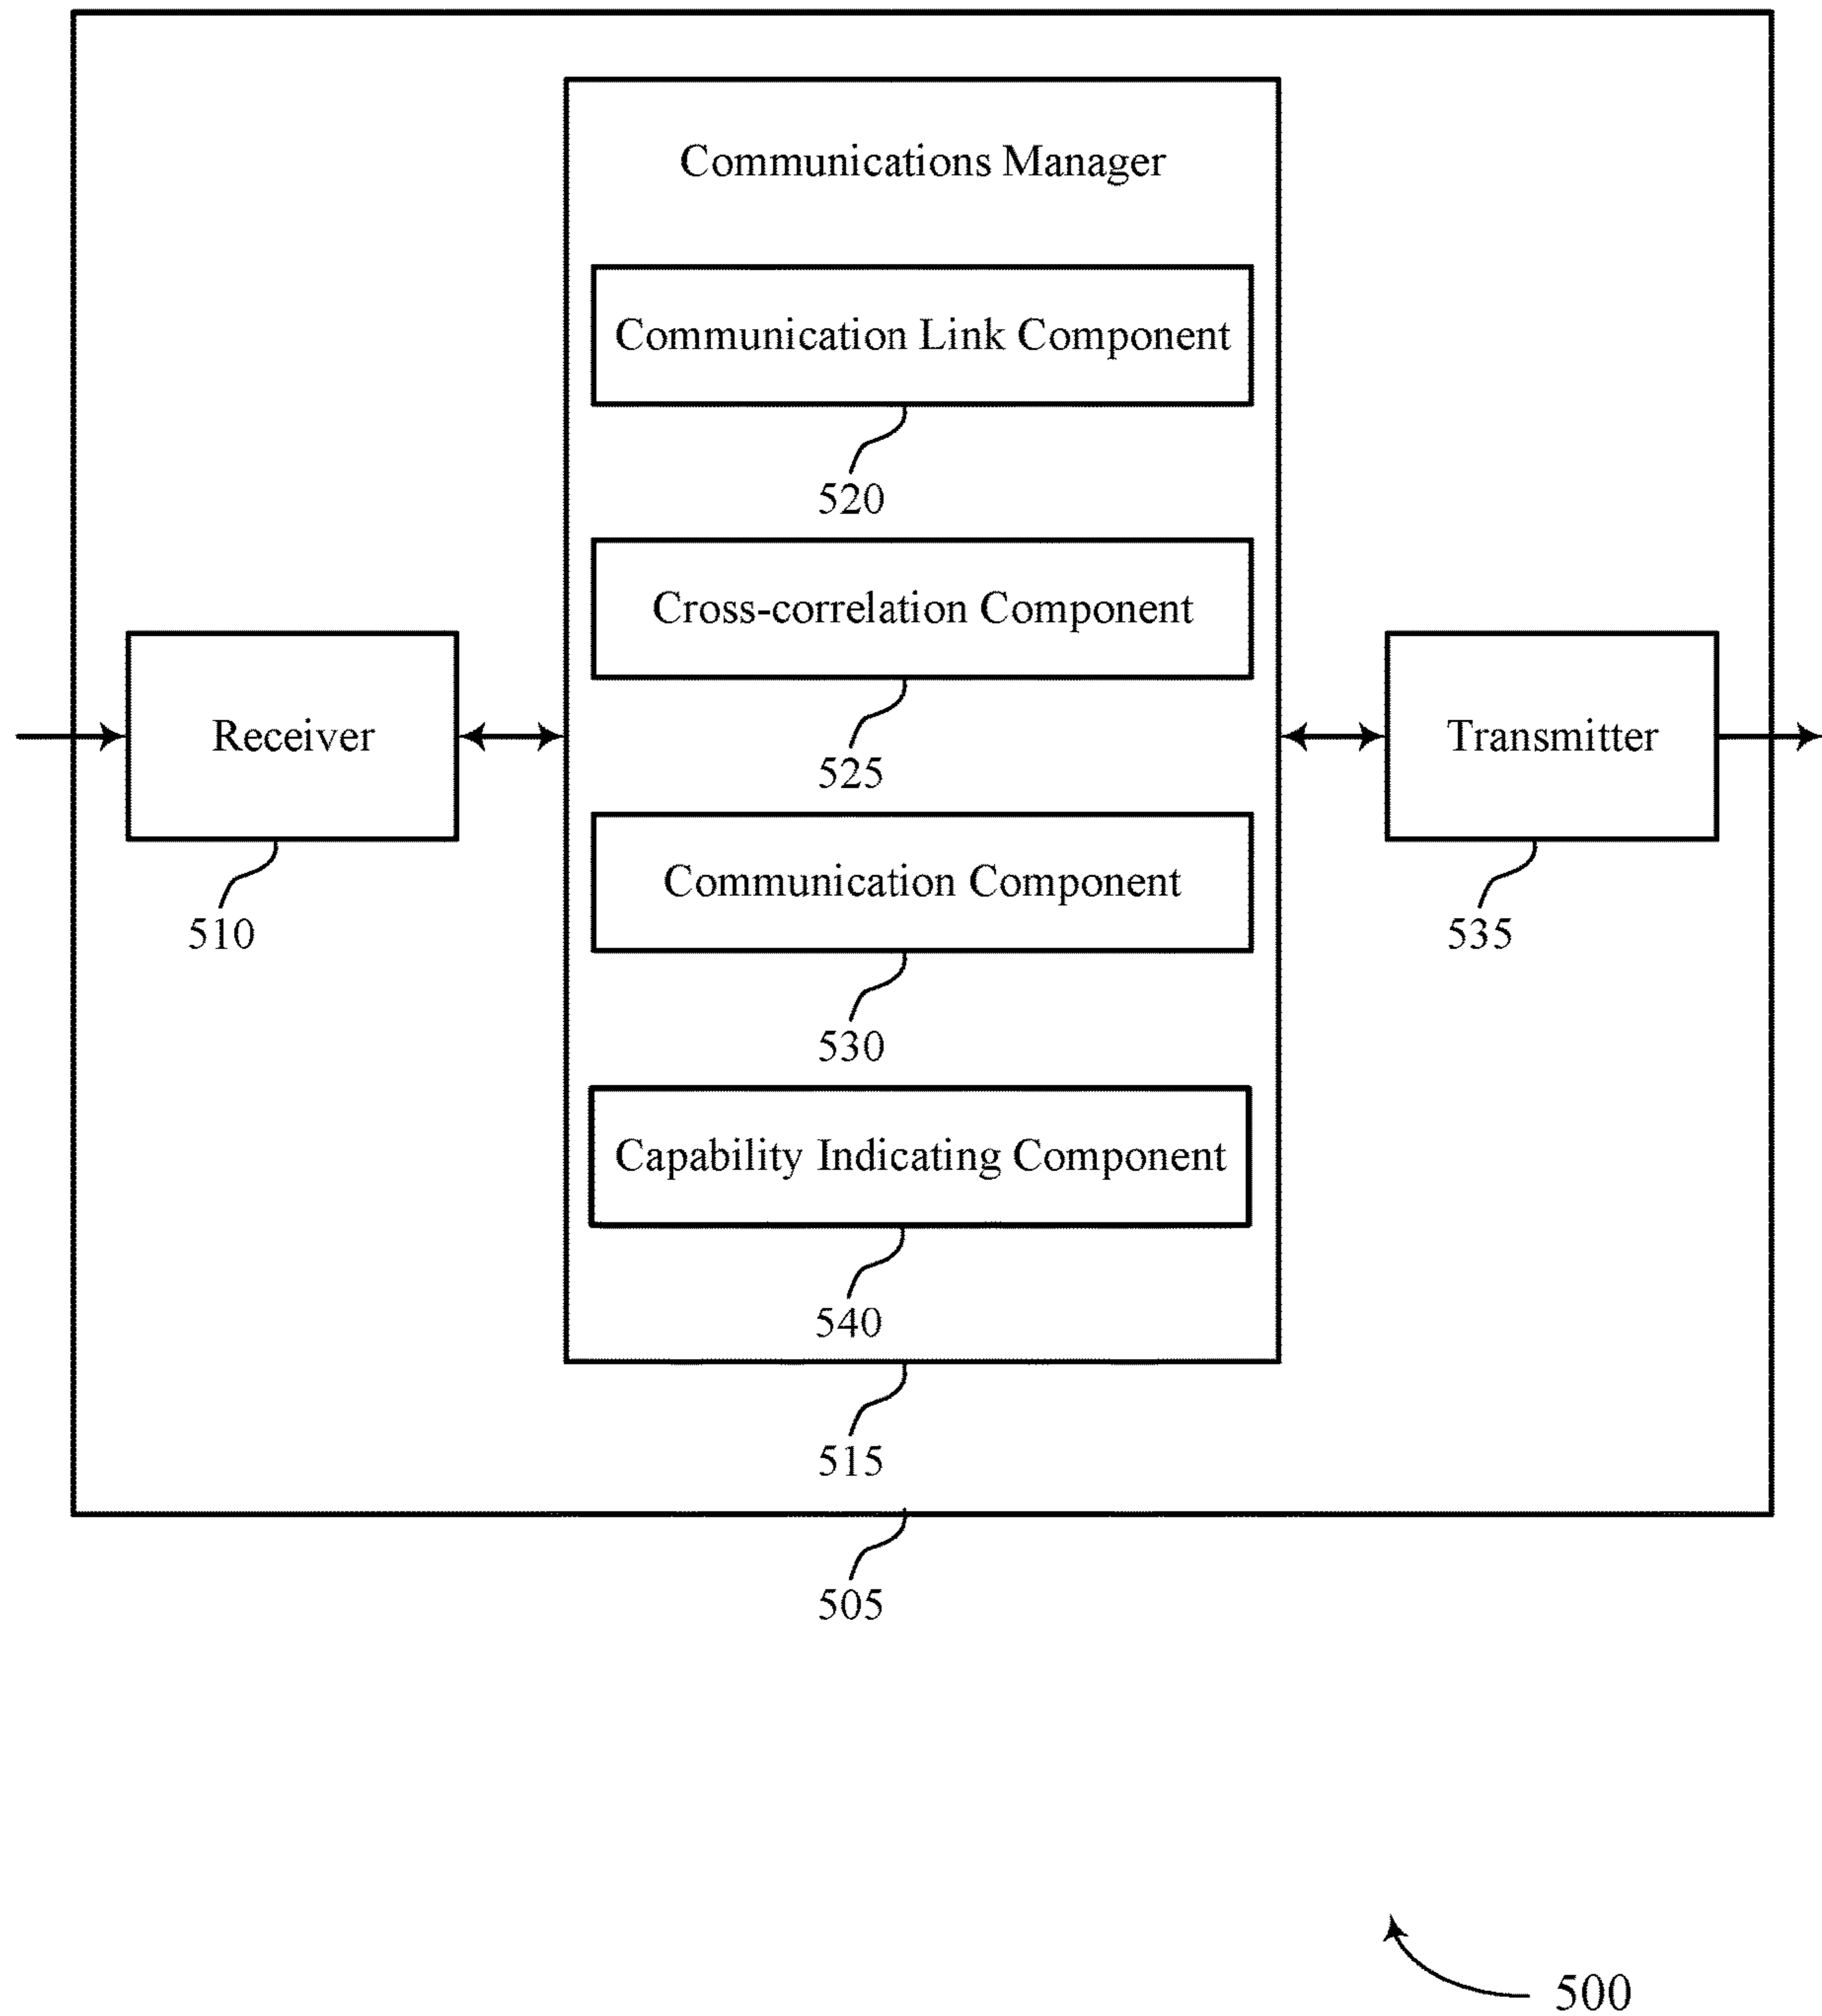 Communications Manager
Communication Link Component
520
Cross-correlation Component
525
Receiver
510
Transmitter
535
Communication Component
530
Capability Indicating Component
540
515
505
500